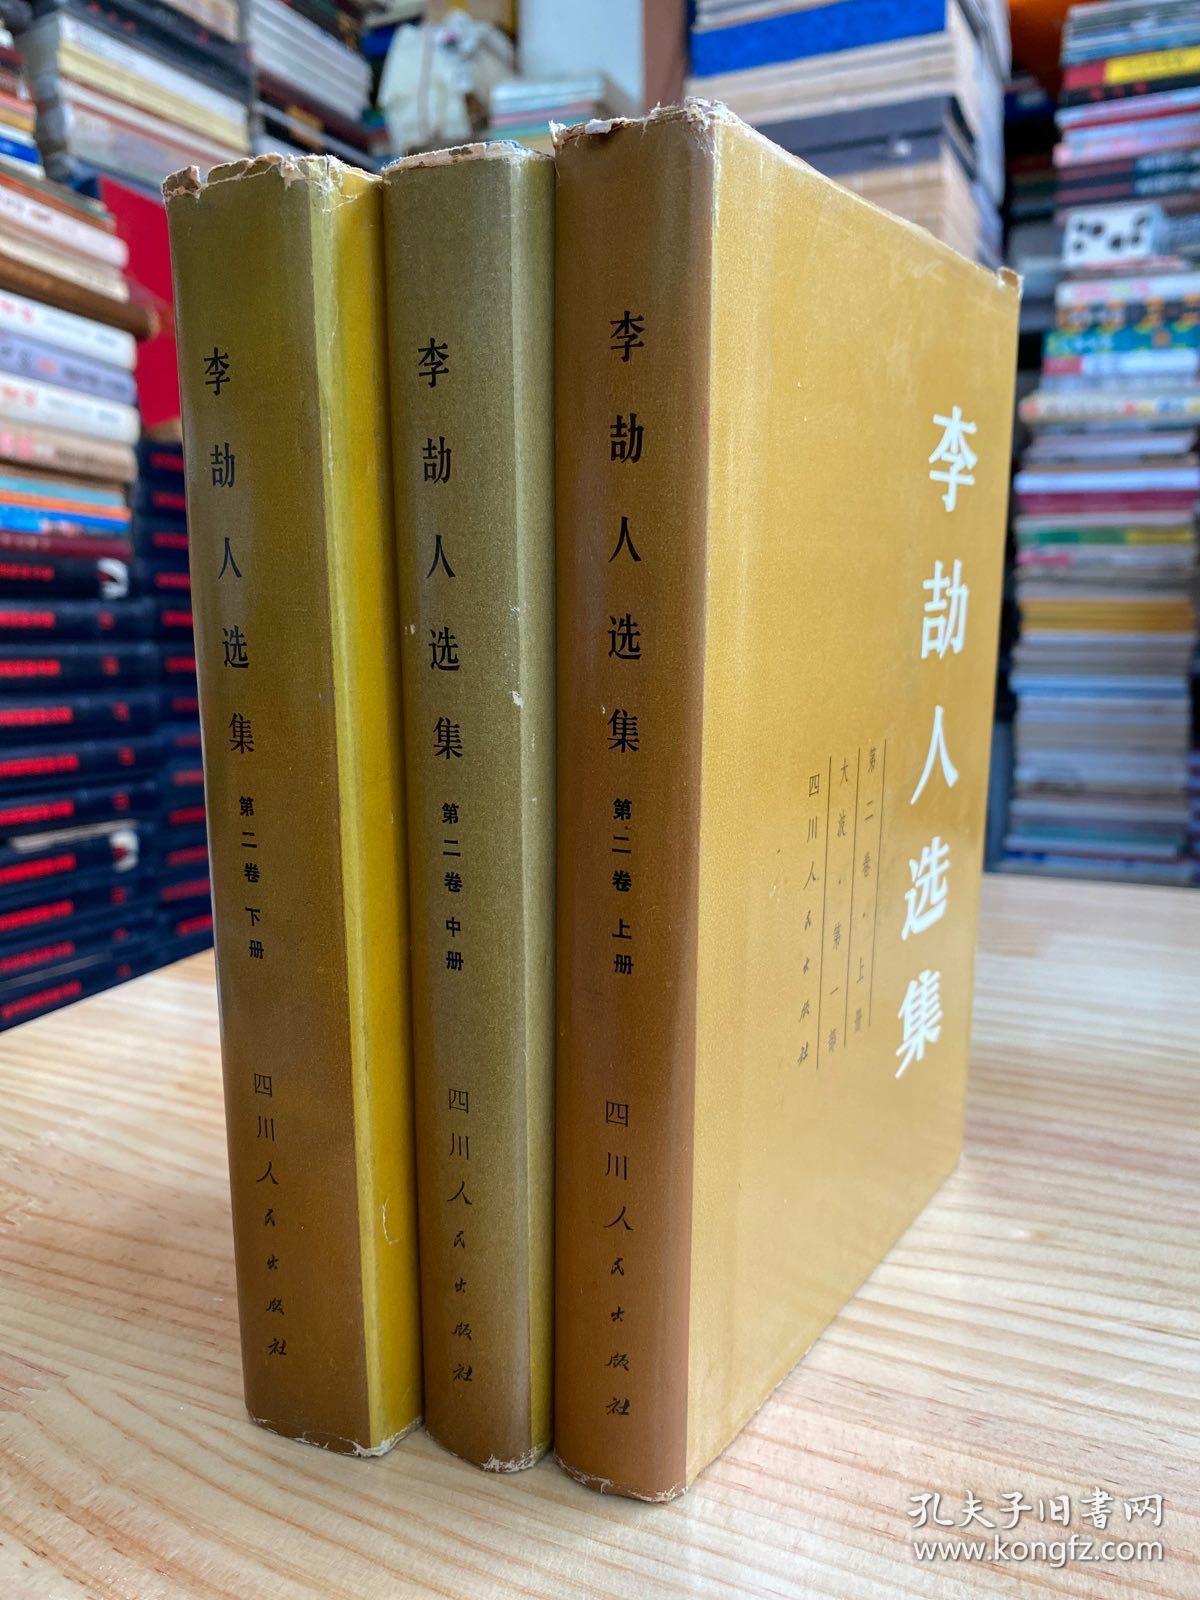 李劼人选集 第二卷 下册 四川人民出版社
李劼人选集 第二卷 中册 四川人民出版社
李劼人选集 第二卷 上册 四川人民出版社
李劼人选集
第二卷·上册
大波·第一部
四川人民出版社
孔夫子旧书网
www.kongfz.com